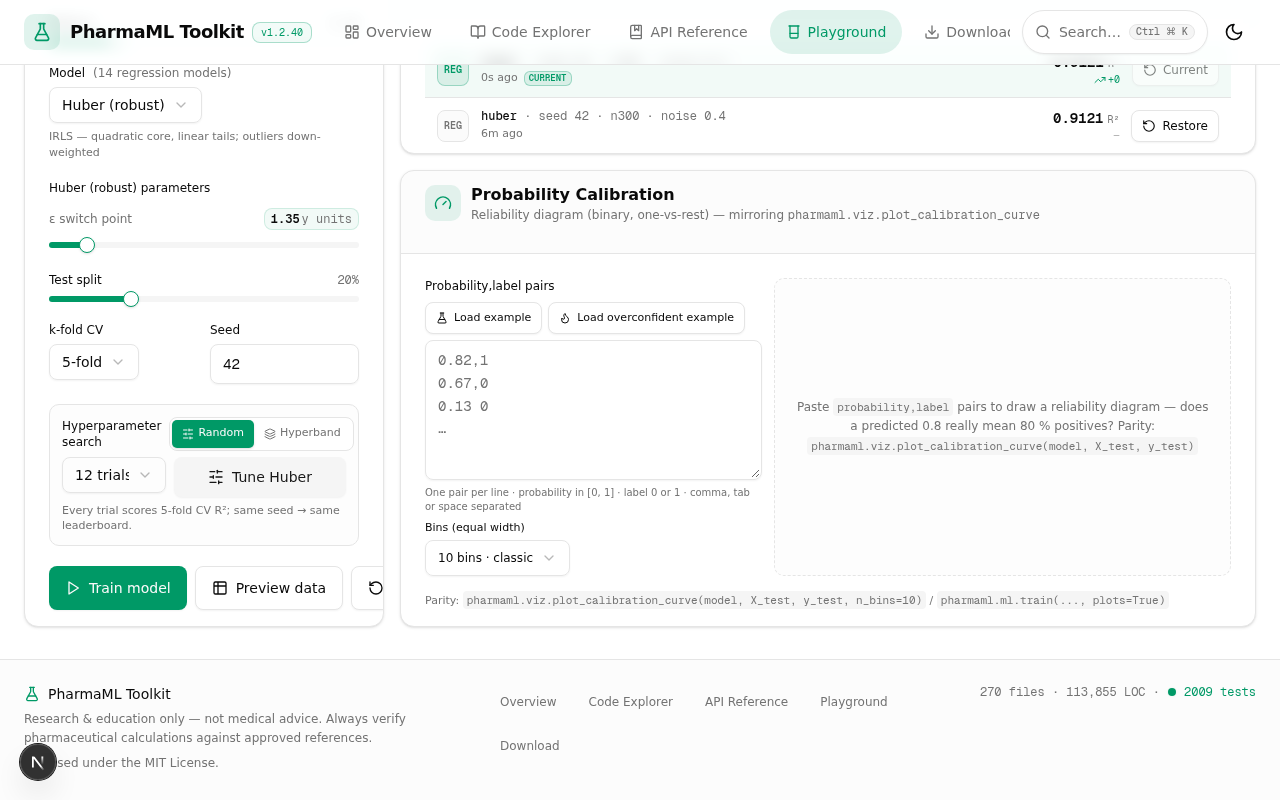 PharmaML Toolkit v1.2.40 Overview Code Explorer API Reference Playground Download Search… Ctrl ⌘ K
Model (14 regression models)
Huber (robust)
IRLS — quadratic core, linear tails; outliers down-
weighted
Huber (robust) parameters
ε switch point 1.35 y units
Test split 20%
k-fold CV Seed
5-fold 42
Hyperparameter
search
Random Hyperband
12 trials Tune Huber
Every trial scores 5-fold CV R²; same seed → same
leaderboard.
Train model Preview data
REG 0s ago CURRENT +0 Current
REG huber · seed 42 · n300 · noise 0.4 0.9121 R² Restore
6m ago –
Probability Calibration
Reliability diagram (binary, one-vs-rest) — mirroring pharmaml.viz.plot_calibration_curve
Probability,label pairs
Load example Load overconfident example
0.82,1
0.67,0
0.13 0
…
One pair per line · probability in [0, 1] · label 0 or 1 · comma, tab
or space separated
Bins (equal width)
10 bins · classic
Paste probability,label pairs to draw a reliability diagram — does
a predicted 0.8 really mean 80 % positives? Parity:
pharmaml.viz.plot_calibration_curve(model, X_test, y_test)
Parity: pharmaml.viz.plot_calibration_curve(model, X_test, y_test, n_bins=10) / pharmaml.ml.train(..., plots=True)
PharmaML Toolkit
Research & education only — not medical advice. Always verify
pharmaceutical calculations against approved references.
sed under the MIT License.
Overview Code Explorer API Reference Playground
Download
270 files · 113,855 LOC · 2009 tests
N